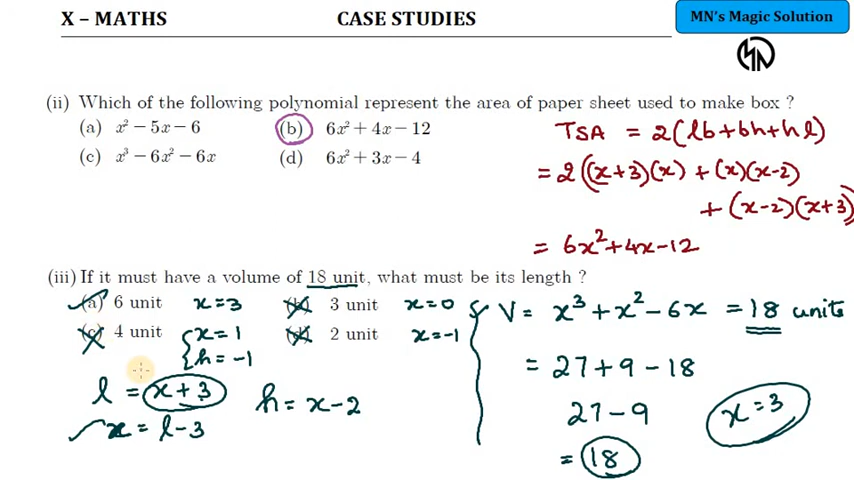 X – MATHS CASE STUDIES MN's Magic Solution
MN
(ii) Which of the following polynomial represent the area of paper sheet used to make box ?
(a) x² − 5x − 6 (b) 6x² + 4x − 12
(c) x³ − 6x² − 6x (d) 6x² + 3x − 4
TSA = 2(lb+bh+hl)
= 2((x+3)(x) + (x)(x-2)
+ (x-2)(x+3)
= 6x²+4x-12
(iii) If it must have a volume of 18 unit, what must be its length ?
(a) 6 unit x=3 (b) 3 unit x=0
(c) 4 unit x=1 (d) 2 unit x=-1
h=-1
l = x+3 h = x-2
x = l-3
V = x³ + x² - 6x = 18 units
= 27+9-18
27-9
= 18
x=3